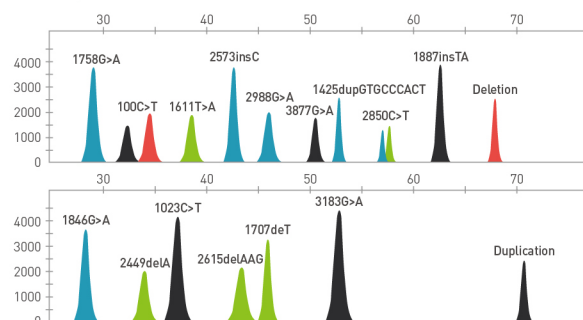 30 40 50 60 70
1758G>A 2573insC 1887insTA
4000
3000 2988G>A 1425dupGTGCCCACT Deletion
2000 100C>T 1611T>A 3877G>A 2850C>T
1000
0
30 40 50 60 70
3183G>A
1846G>A 1023C>T
4000
3000 1707deT
2000 2449delA 2615delAAG Duplication
1000
0